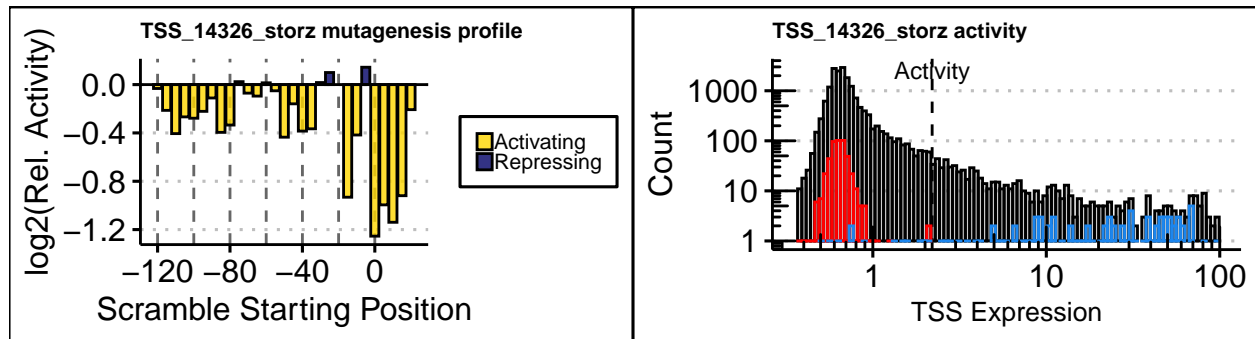 TSS_14326_storz mutagenesis profile
log2(Rel. Activity)
0.0
−0.4
−0.8
−1.2
−120
−80
−40
0
Scramble Starting Position
Activating
Repressing
TSS_14326_storz activity
Activity
Count
1000
100
10
1
1
10
100
TSS Expression